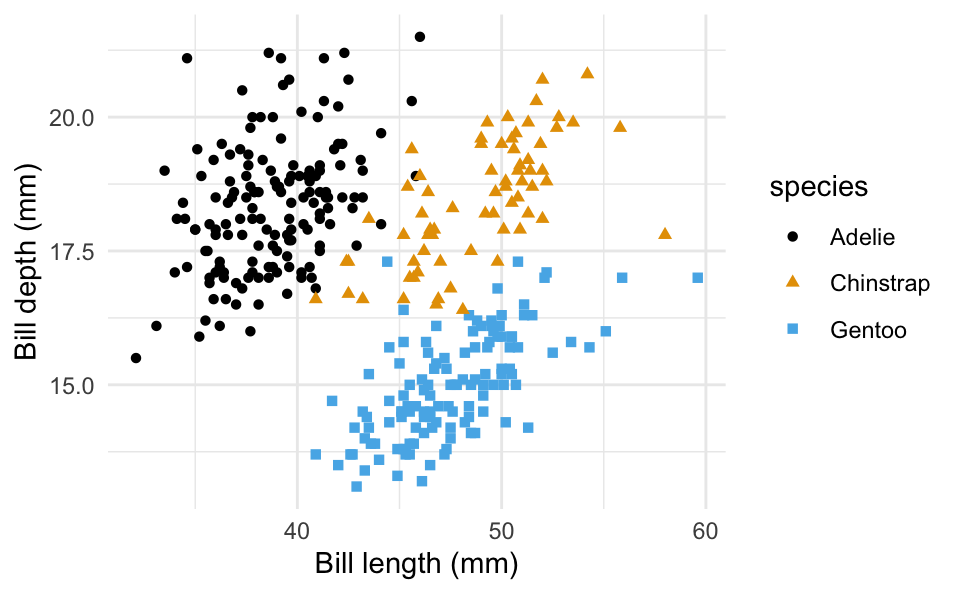 20.0
17.5
15.0
Bill depth (mm)
40 50 60
Bill length (mm)
species
Adelie
Chinstrap
Gentoo